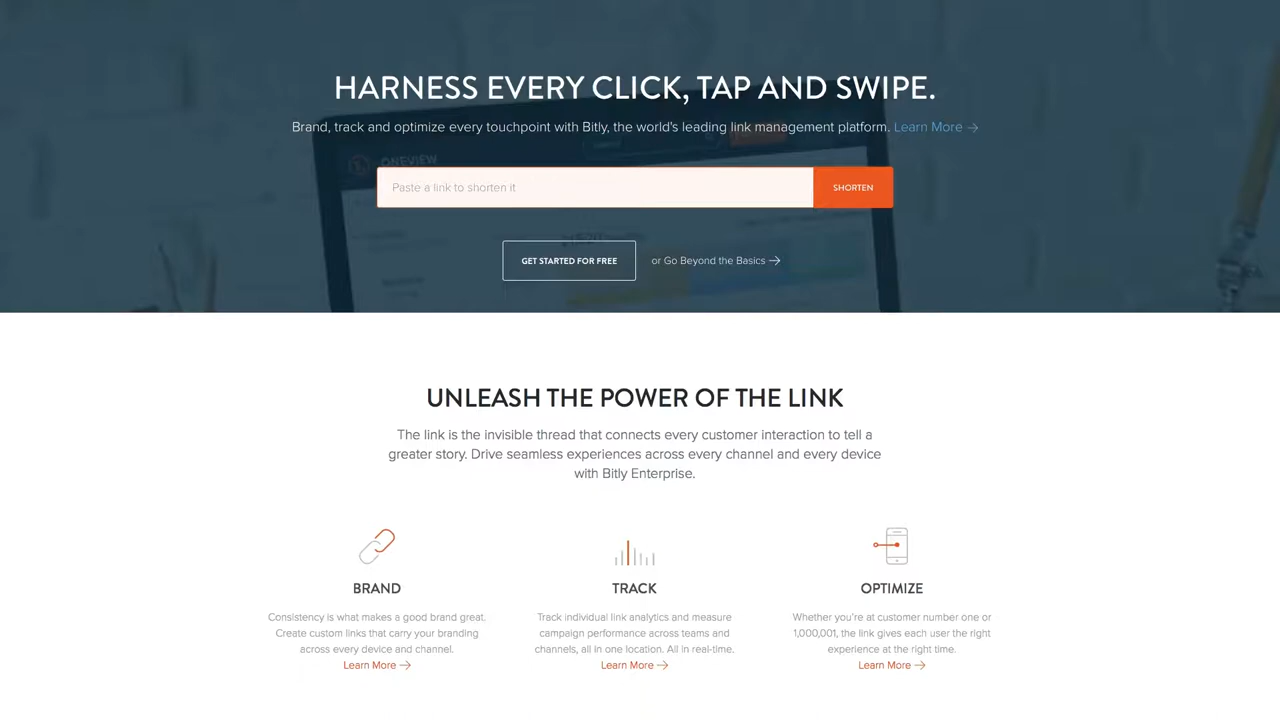 HARNESS EVERY CLICK, TAP AND SWIPE.
Brand, track and optimize every touchpoint with Bitly, the world's leading link management platform. Learn More →
ONEVIEW
Paste a link to shorten it
SHORTEN
GET STARTED FOR FREE
or Go Beyond the Basics →
UNLEASH THE POWER OF THE LINK
The link is the invisible thread that connects every customer interaction to tell a
greater story. Drive seamless experiences across every channel and every device
with Bitly Enterprise.
BRAND
Consistency is what makes a good brand great.
Create custom links that carry your branding
across every device and channel.
Learn More →
TRACK
Track individual link analytics and measure
campaign performance across teams and
channels, all in one location. All in real-time.
Learn More →
OPTIMIZE
Whether you're at customer number one or
1,000,001, the link gives each user the right
experience at the right time.
Learn More →